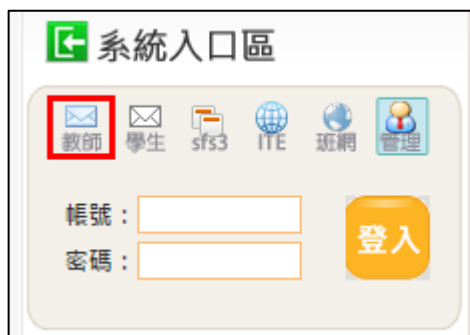 系統入口區
教師 學生 sfs3 ITE 班網 管理
帳號：
密碼：
登入